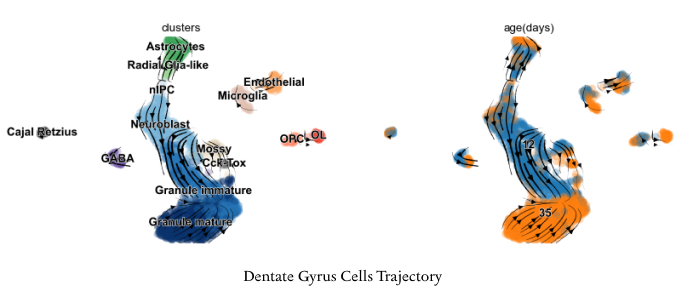 clusters
Astrocytes
Radial Glia-like
nIPC
Endothelial
Microglia
Neuroblast
Cajal Retzius
OPC OL
Mossy
GABA
Cck-Tox
Granule immature
Granule mature
age(days)
12
35
Dentate Gyrus Cells Trajectory